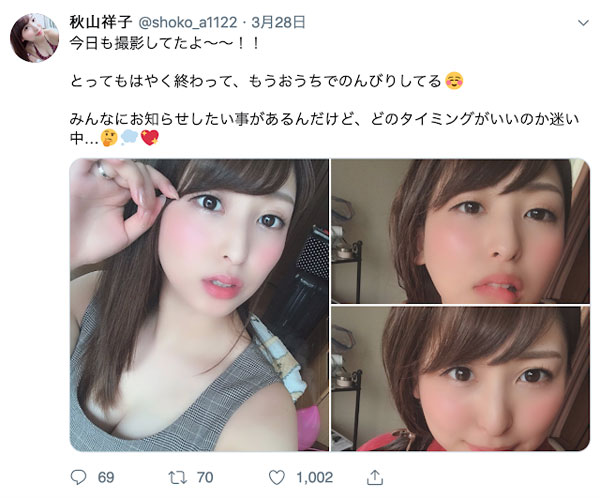 秋山祥子 @shoko_a1122 · 3月28日
今日も撮影してたよ〜〜！！
とってもはやく終わって、もうおうちでのんびりしてる☺️
みんなにお知らせしたい事があるんだけど、どのタイミングがいいのか迷い
中…🤔💭💖
69 70 1,002